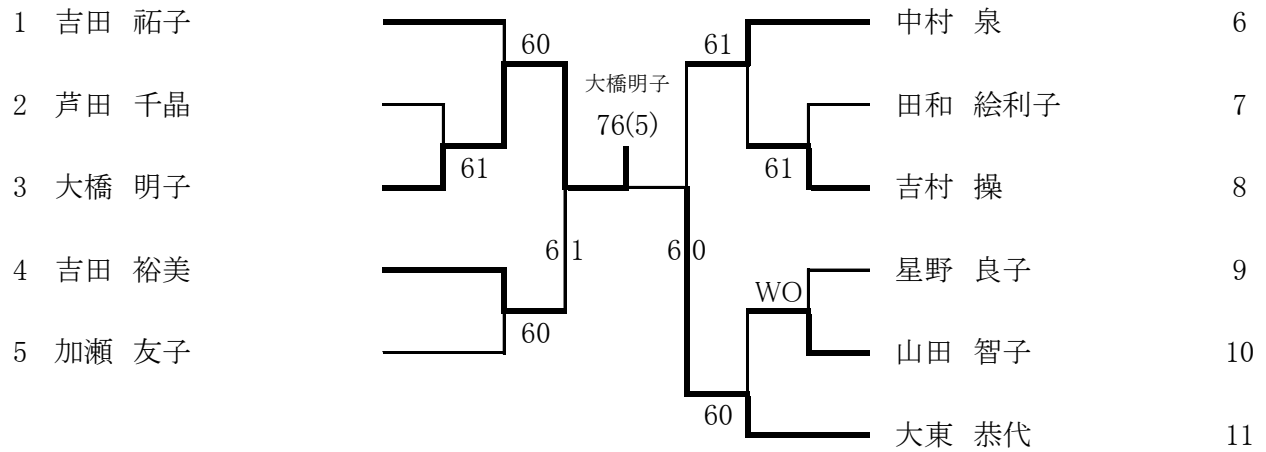 1 吉田 祐子
中村 泉 6
60
61
大橋明子
76(5)
2 芦田 千晶
田和 絵利子 7
61
61
3 大橋 明子
吉村 操 8
6 1
6 0
4 吉田 裕美
星野 良子 9
WO
60
5 加瀬 友子
山田 智子 10
60
大東 恭代 11